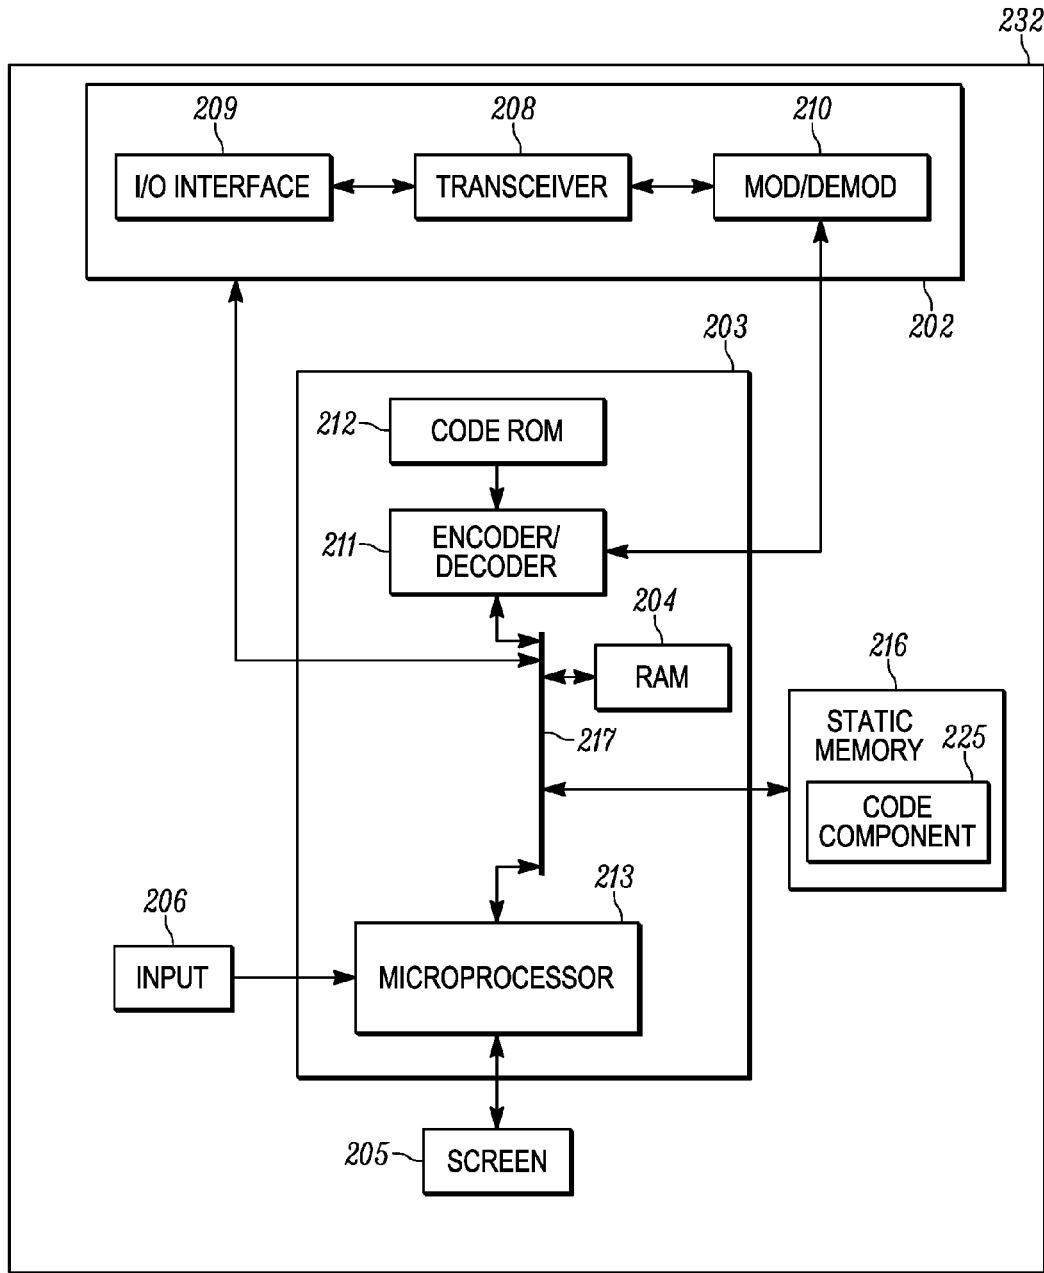 232
209
208
210
I/O INTERFACE
TRANSCEIVER
MOD/DEMOD
202
203
212
CODE ROM
211
ENCODER/
DECODER
204
RAM
217
216
STATIC
MEMORY
225
CODE
COMPONENT
213
206
INPUT
MICROPROCESSOR
205
SCREEN